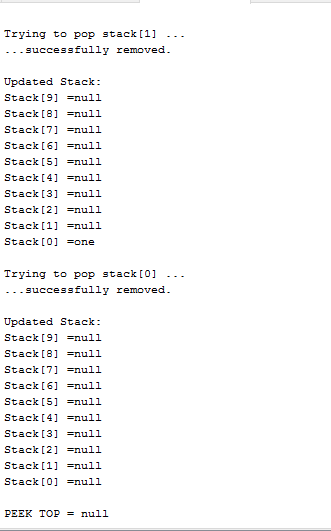 Trying to pop stack[1] ...
...successfully removed.
Updated Stack:
Stack[9] =null
Stack[8] =null
Stack[7] =null
Stack[6] =null
Stack[5] =null
Stack[4] =null
Stack[3] =null
Stack[2] =null
Stack[1] =null
Stack[0] =one
Trying to pop stack[0] ...
...successfully removed.
Updated Stack:
Stack[9] =null
Stack[8] =null
Stack[7] =null
Stack[6] =null
Stack[5] =null
Stack[4] =null
Stack[3] =null
Stack[2] =null
Stack[1] =null
Stack[0] =null
PEEK TOP = null